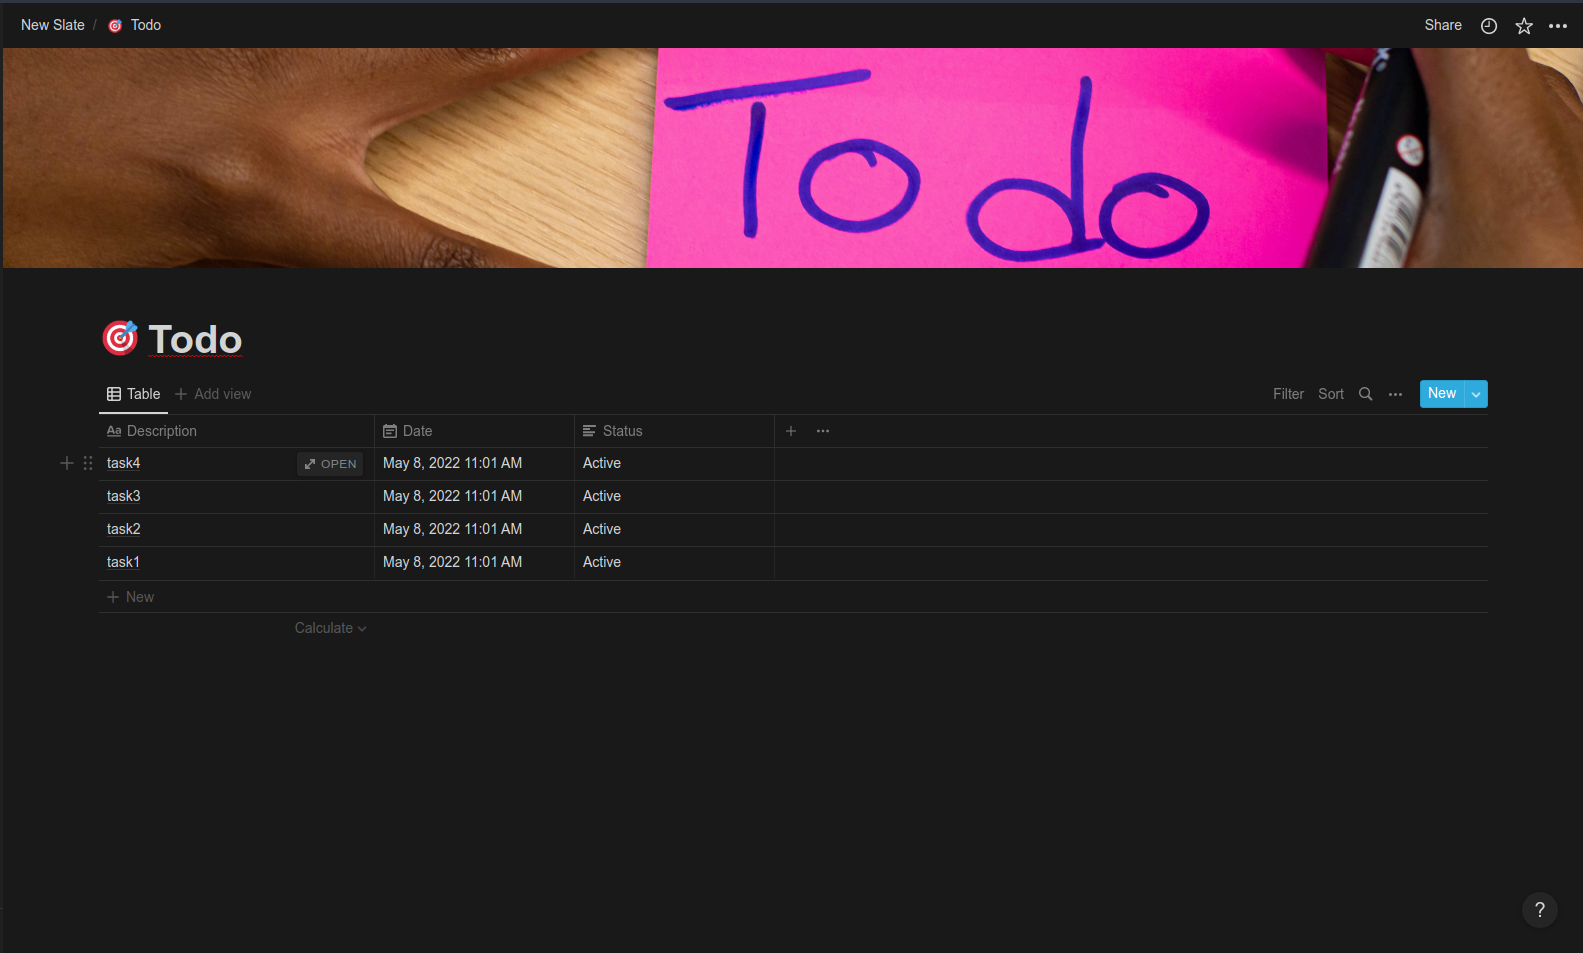 New Slate / Todo
Share
To do
Todo
Table
Add view
Filter Sort
New
Aa Description Date Status
task4 OPEN May 8, 2022 11:01 AM Active
task3 May 8, 2022 11:01 AM Active
task2 May 8, 2022 11:01 AM Active
task1 May 8, 2022 11:01 AM Active
+ New
Calculate
?